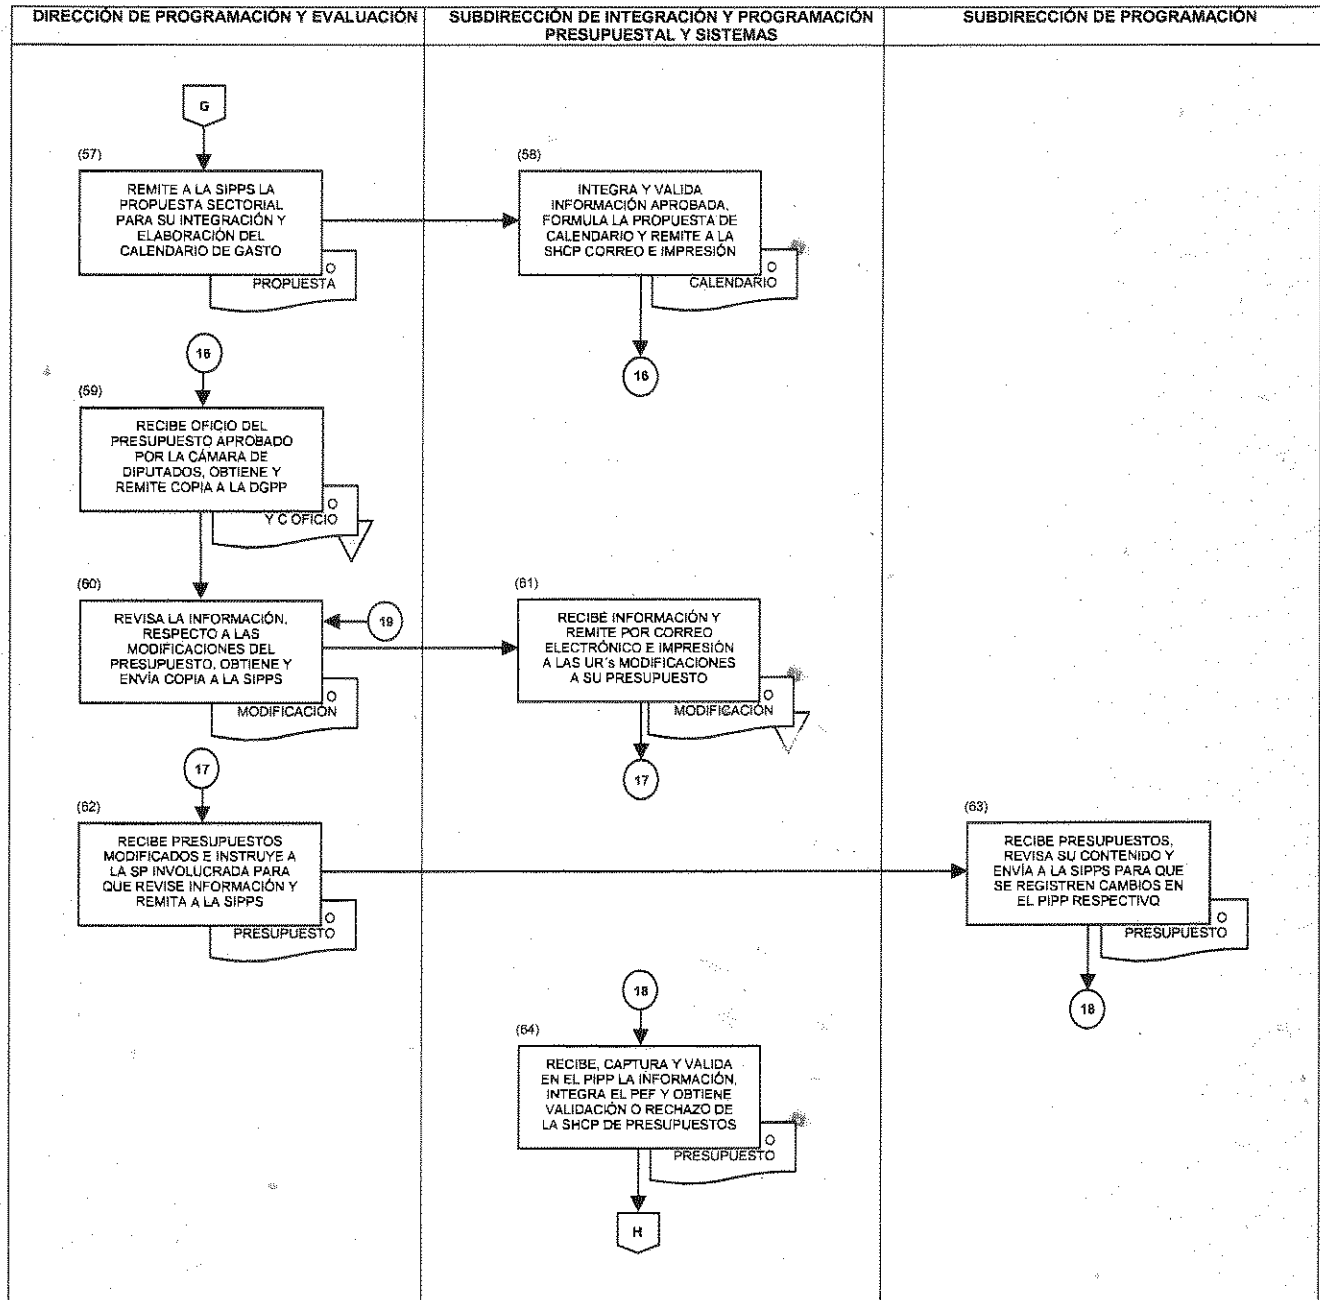 DIRECCIÓN DE PROGRAMACIÓN Y EVALUACIÓN
SUBDIRECCIÓN DE INTEGRACIÓN Y PROGRAMACIÓN
PRESUPUESTAL Y SISTEMAS
SUBDIRECCIÓN DE PROGRAMACIÓN
G
(57)
REMITE A LA SIPPS LA
PROPUESTA SECTORIAL
PARA SU INTEGRACIÓN Y
ELABORACIÓN DEL
CALENDARIO DE GASTO
O
PROPUESTA
(58)
INTEGRA Y VALIDA
INFORMACIÓN APROBADA,
FORMULA LA PROPUESTA DE
CALENDARIO Y REMITE A LA
SHCP CORREO E IMPRESIÓN
O
CALENDARIO
16
16
(59)
RECIBE OFICIO DEL
PRESUPUESTO APROBADO
POR LA CÁMARA DE
DIPUTADOS, OBTIENE Y
REMITE COPIA A LA DGPP
O
Y C OFICIO
(60)
REVISA LA INFORMACIÓN,
RESPECTO A LAS
MODIFICACIONES DEL
PRESUPUESTO, OBTIENE Y
ENVÍA COPIA A LA SIPPS
O
MODIFICACIÓN
19
(61)
RECIBE INFORMACIÓN Y
REMITE POR CORREO
ELECTRÓNICO E IMPRESIÓN
A LAS UR´s MODIFICACIONES
A SU PRESUPUESTO
O
MODIFICACIÓN
17
17
(62)
RECIBE PRESUPUESTOS
MODIFICADOS E INSTRUYE A
LA SP INVOLUCRADA PARA
QUE REVISE INFORMACIÓN Y
REMITA A LA SIPPS
O
PRESUPUESTO
(63)
RECIBE PRESUPUESTOS,
REVISA SU CONTENIDO Y
ENVÍA A LA SIPPS PARA QUE
SE REGISTREN CAMBIOS EN
EL PIPP RESPECTIVO
O
PRESUPUESTO
18
18
(64)
RECIBE, CAPTURA Y VALIDA
EN EL PIPP LA INFORMACIÓN,
INTEGRA EL PEF Y OBTIENE
VALIDACIÓN O RECHAZO DE
LA SHCP DE PRESUPUESTOS
O
PRESUPUESTO
H